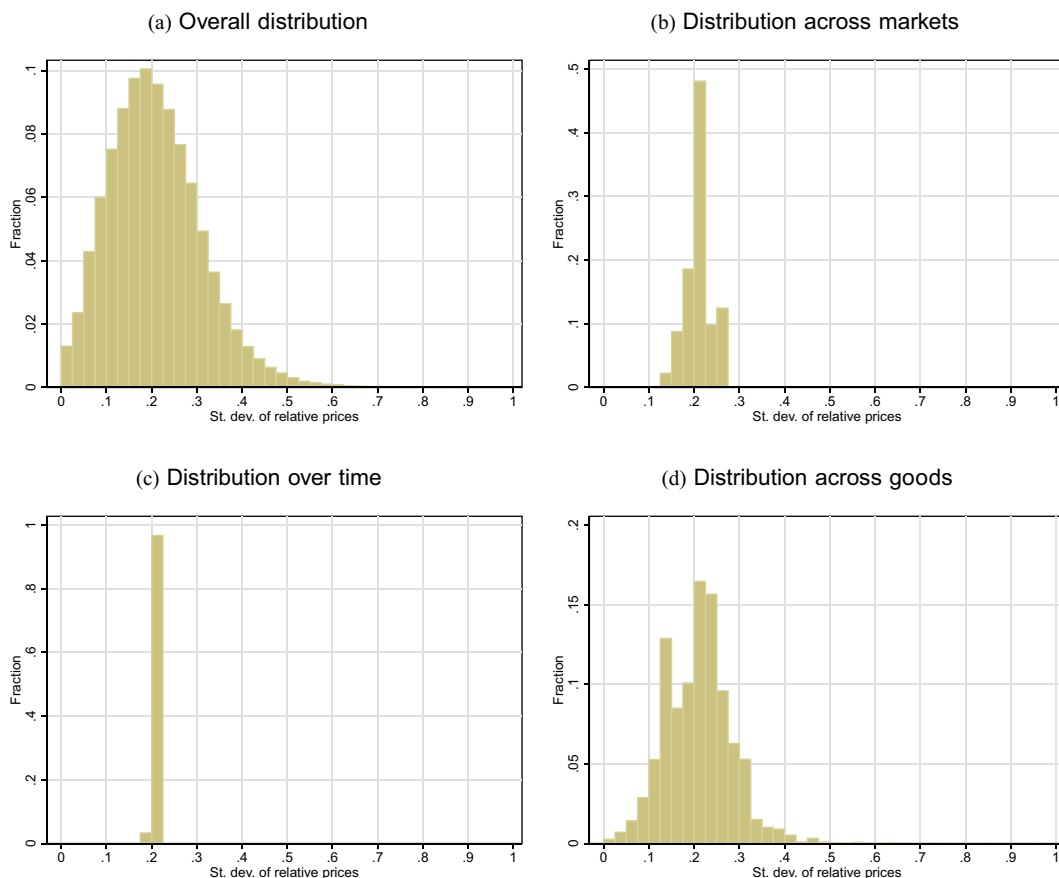 (a) Overall distribution
Fraction
.1
.08
.06
.04
.02
0
0 .1 .2 .3 .4 .5 .6 .7 .8 .9 1
St. dev. of relative prices
(b) Distribution across markets
Fraction
.5
.4
.3
.2
.1
0
0 .1 .2 .3 .4 .5 .6 .7 .8 .9 1
St. dev. of relative prices
(c) Distribution over time
Fraction
1
.8
.6
.4
.2
0
0 .1 .2 .3 .4 .5 .6 .7 .8 .9 1
St. dev. of relative prices
(d) Distribution across goods
Fraction
.2
.15
.1
.05
0
0 .1 .2 .3 .4 .5 .6 .7 .8 .9 1
St. dev. of relative prices